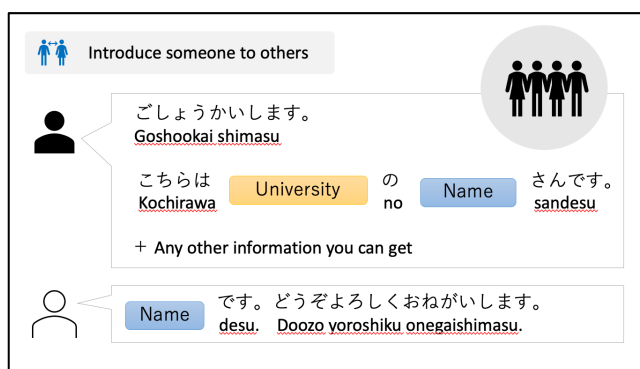 Introduce someone to others
ごしょうかいします。
Goshookai shimasu
こちらは University の Name さんです。
Kochirawa no sandesu
+ Any other information you can get
Name です。どうぞよろしくおねがいします。
desu. Doozo yoroshiku onegaishimasu.